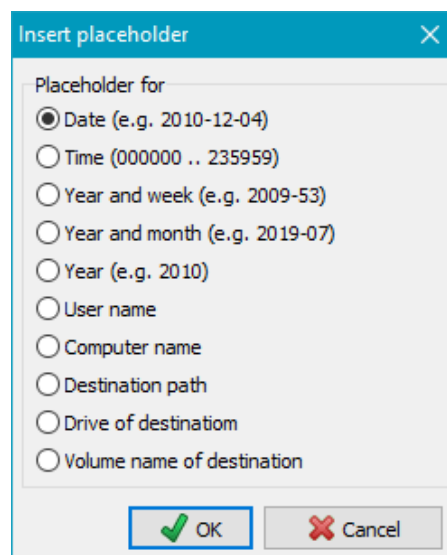 Insert placeholder
Placeholder for
Date (e.g. 2010-12-04)
Time (000000 .. 235959)
Year and week (e.g. 2009-53)
Year and month (e.g. 2019-07)
Year (e.g. 2010)
User name
Computer name
Destination path
Drive of destinatiom
Volume name of destination
OK
Cancel